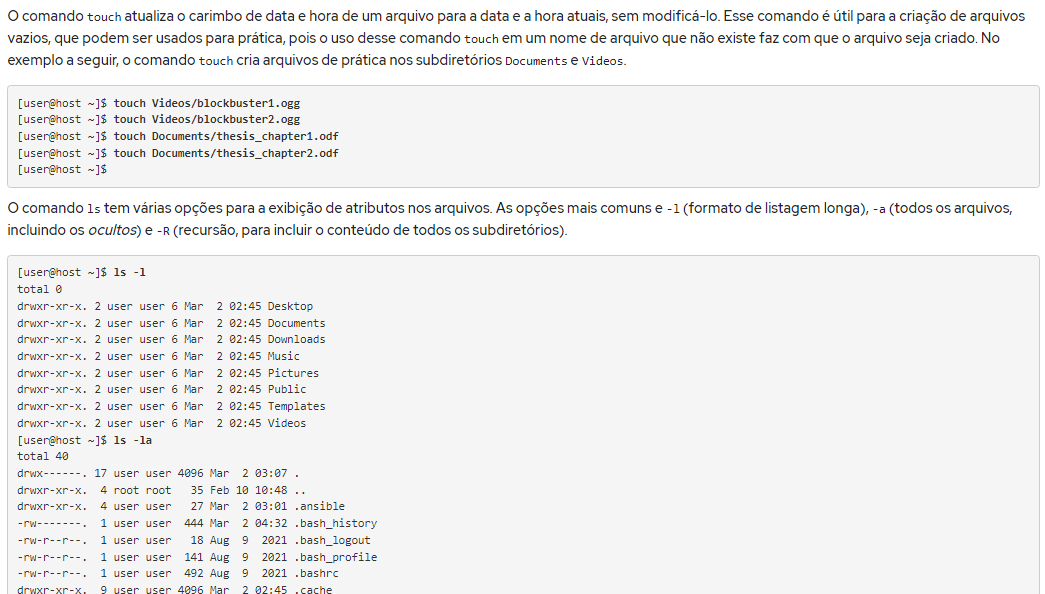 O comando touch atualiza o carimbo de data e hora de um arquivo para a data e a hora atuais, sem modificá-lo. Esse comando é útil para a criação de arquivos
vazios, que podem ser usados para prática, pois o uso desse comando touch em um nome de arquivo que não existe faz com que o arquivo seja criado. No
exemplo a seguir, o comando touch cria arquivos de prática nos subdiretórios Documents e Videos.
[user@host ~]$ touch Videos/blockbuster1.ogg
[user@host ~]$ touch Videos/blockbuster2.ogg
[user@host ~]$ touch Documents/thesis_chapter1.odf
[user@host ~]$ touch Documents/thesis_chapter2.odf
[user@host ~]$
O comando ls tem várias opções para a exibição de atributos nos arquivos. As opções mais comuns e -l (formato de listagem longa), -a (todos os arquivos,
incluindo os ocultos) e -R (recursão, para incluir o conteúdo de todos os subdiretórios).
[user@host ~]$ ls -l
total 0
drwxr-xr-x. 2 user user 6 Mar  2 02:45 Desktop
drwxr-xr-x. 2 user user 6 Mar  2 02:45 Documents
drwxr-xr-x. 2 user user 6 Mar  2 02:45 Downloads
drwxr-xr-x. 2 user user 6 Mar  2 02:45 Music
drwxr-xr-x. 2 user user 6 Mar  2 02:45 Pictures
drwxr-xr-x. 2 user user 6 Mar  2 02:45 Public
drwxr-xr-x. 2 user user 6 Mar  2 02:45 Templates
drwxr-xr-x. 2 user user 6 Mar  2 02:45 Videos
[user@host ~]$ ls -la
total 40
drwx------. 17 user user 4096 Mar  2 03:07 .
drwxr-xr-x.  4 root root   35 Feb 10 10:48 ..
drwxr-xr-x.  4 user user   27 Mar  2 03:01 .ansible
-rw-------.  1 user user  444 Mar  2 04:32 .bash_history
-rw-r--r--.  1 user user   18 Aug  9  2021 .bash_logout
-rw-r--r--.  1 user user  141 Aug  9  2021 .bash_profile
-rw-r--r--.  1 user user  492 Aug  9  2021 .bashrc
drwxr-xr-x.  9 user user 4096 Mar  2 02:45 .cache